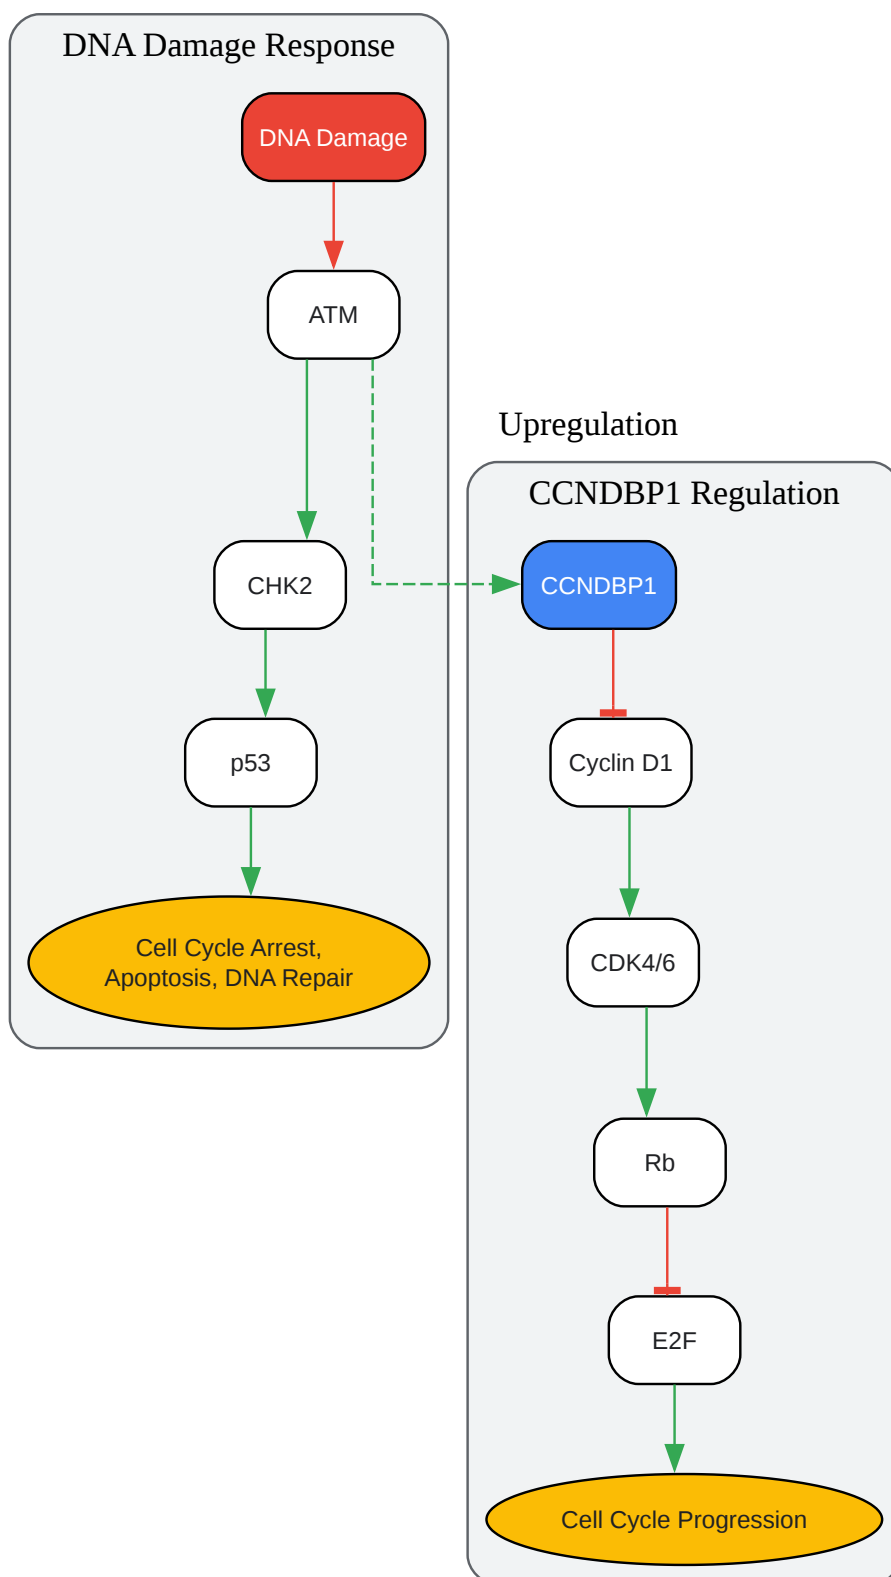 DNA Damage Response
DNA Damage
ATM
CHK2
p53
Cell Cycle Arrest,
Apoptosis, DNA Repair
Upregulation
CCNDBP1 Regulation
CCNDBP1
Cyclin D1
CDK4/6
Rb
E2F
Cell Cycle Progression